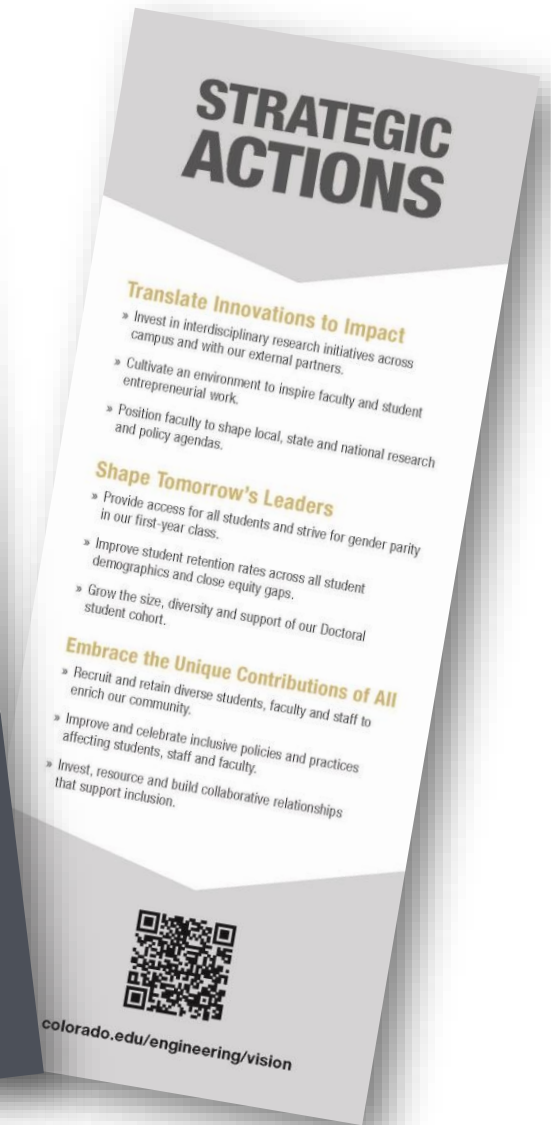 STRATEGIC
ACTIONS
Translate Innovations to Impact
» Invest in interdisciplinary research initiatives across
campus and with our external partners.
» Cultivate an environment to inspire faculty and student
entrepreneurial work.
» Position faculty to shape local, state and national research
and policy agendas.
Shape Tomorrow's Leaders
» Provide access for all students and strive for gender parity
in our first-year class.
» Improve student retention rates across all student
demographics and close equity gaps.
» Grow the size, diversity and support of our Doctoral
student cohort.
Embrace the Unique Contributions of All
» Recruit and retain diverse students, faculty and staff to
enrich our community.
» Improve and celebrate inclusive policies and practices
affecting students, staff and faculty.
» Invest, resource and build collaborative relationships
that support inclusion.
colorado.edu/engineering/vision